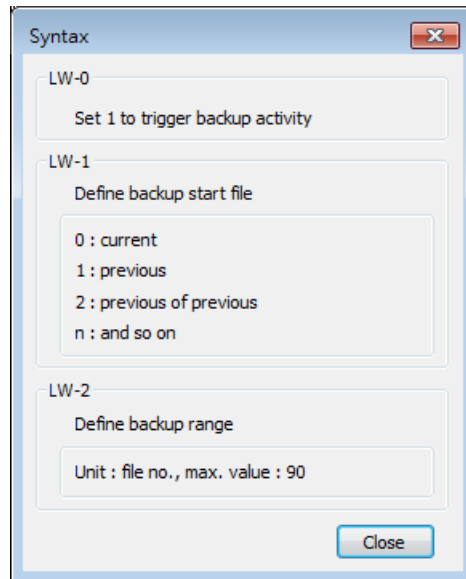 Syntax
LW-0
Set 1 to trigger backup activity
LW-1
Define backup start file
0 : current
1 : previous
2 : previous of previous
n : and so on
LW-2
Define backup range
Unit : file no., max. value : 90
Close